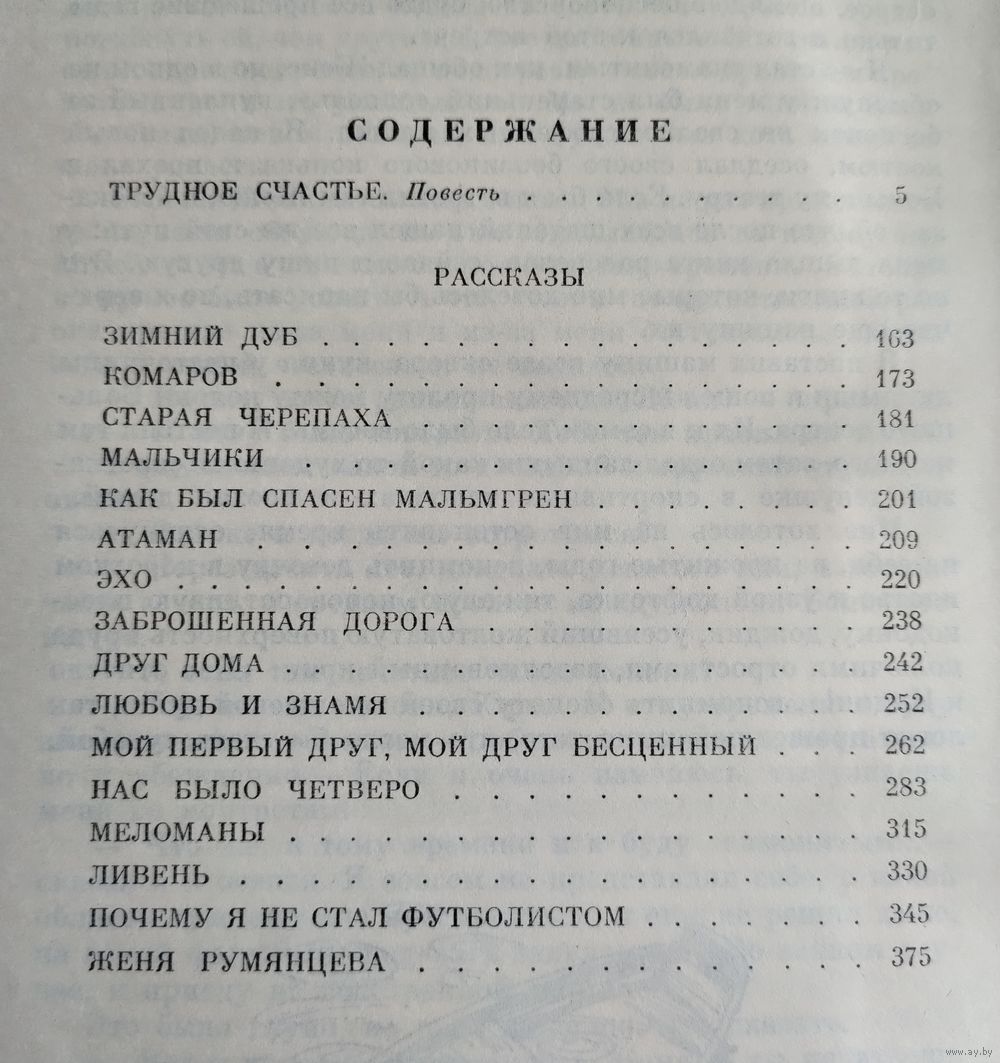 СОДЕРЖАНИЕ
ТРУДНОЕ СЧАСТЬЕ. Повесть . . . . . . . . . . 5
РАССКАЗЫ
ЗИМНИЙ ДУБ . . . . . . . . . . . . . 163
КОМАРОВ . . . . . . . . . . . . . . 173
СТАРАЯ ЧЕРЕПАХА . . . . . . . . . . . 181
МАЛЬЧИКИ . . . . . . . . . . . . . 190
КАК БЫЛ СПАСЕН МАЛЬМГРЕН . . . . . . . 201
АТАМАН . . . . . . . . . . . . . . 209
ЭХО . . . . . . . . . . . . . . . . 220
ЗАБРОШЕННАЯ ДОРОГА . . . . . . . . . 238
ДРУГ ДОМА . . . . . . . . . . . . . 242
ЛЮБОВЬ И ЗНАМЯ . . . . . . . . . . . 252
МОЙ ПЕРВЫЙ ДРУГ, МОЙ ДРУГ БЕСЦЕННЫЙ . . . 262
НАС БЫЛО ЧЕТВЕРО . . . . . . . . . . 283
МЕЛОМАНЫ . . . . . . . . . . . . . 315
ЛИВЕНЬ . . . . . . . . . . . . . . 330
ПОЧЕМУ Я НЕ СТАЛ ФУТБОЛИСТОМ . . . . . . 345
ЖЕНЯ РУМЯНЦЕВА . . . . . . . . . . . 375
www.ay.by